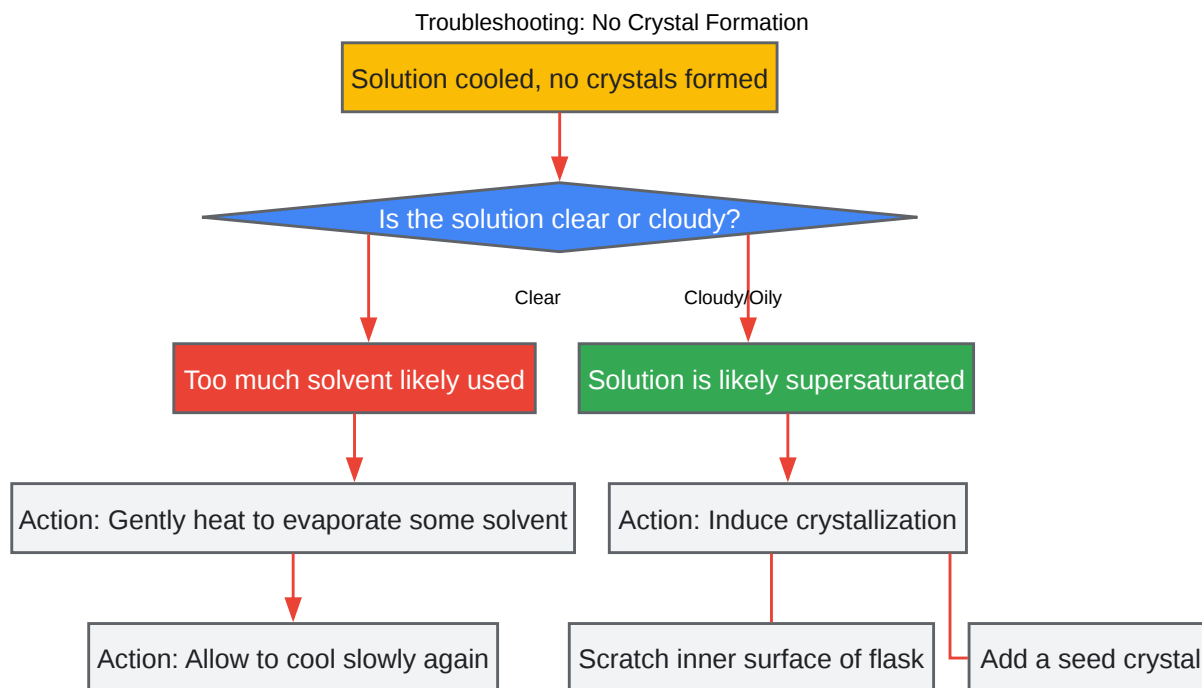 Troubleshooting: No Crystal Formation
Solution cooled, no crystals formed
Is the solution clear or cloudy?
Clear
Cloudy/Oily
Too much solvent likely used
Solution is likely supersaturated
Action: Gently heat to evaporate some solvent
Action: Induce crystallization
Action: Allow to cool slowly again
Scratch inner surface of flask
Add a seed crystal